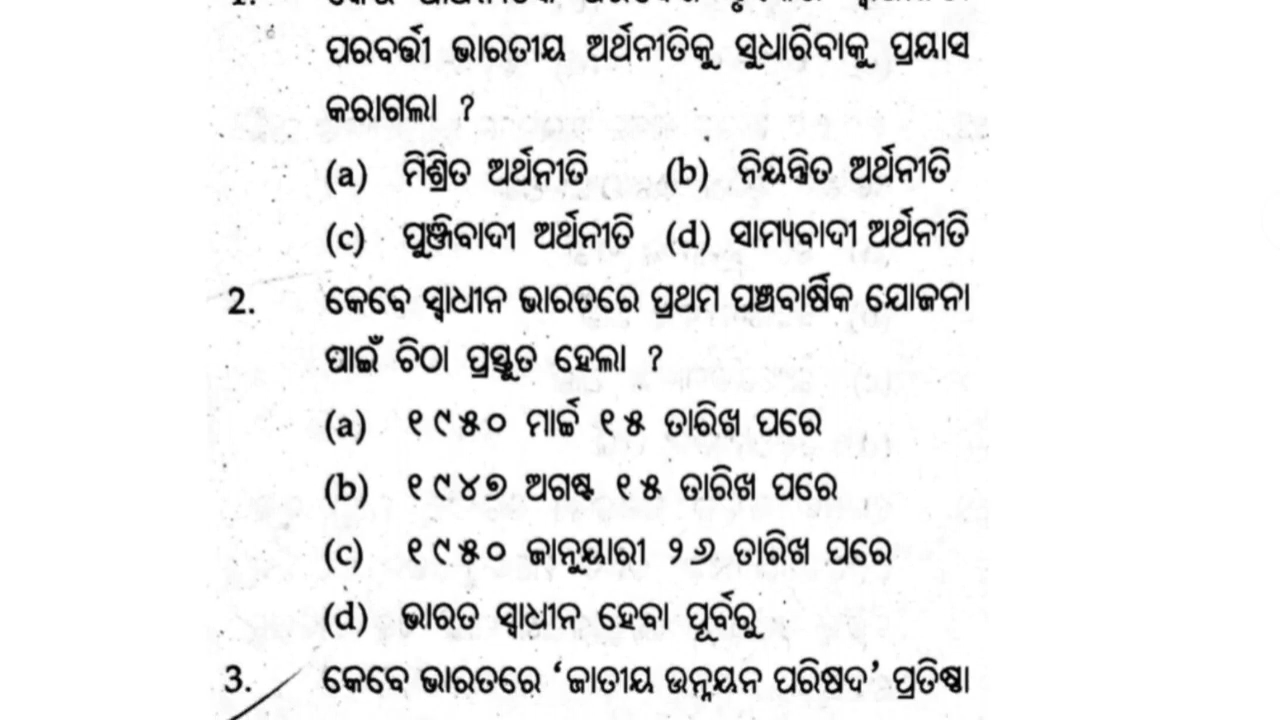 ପରବର୍ତ୍ତୀ ଭାରତୀୟ ଅର୍ଥନୀତିକୁ ସୁଧାରିବାକୁ ପ୍ରୟାସ
କରାଗଲା ?
(a) ମିଶ୍ରିତ ଅର୍ଥନୀତି (b) ନିୟନ୍ତ୍ରିତ ଅର୍ଥନୀତି
(c) ପୁଞ୍ଜିବାଦୀ ଅର୍ଥନୀତି (d) ସାମ୍ୟବାଦୀ ଅର୍ଥନୀତି
2. କେବେ ସ୍ୱାଧୀନ ଭାରତରେ ପ୍ରଥମ ପଞ୍ଚବାର୍ଷିକ ଯୋଜନା
ପାଇଁ ଚିଠା ପ୍ରସ୍ତୁତ ହେଲା ?
(a) ୧୯୫୦ ମାର୍ଚ୍ଚ ୧୫ ତାରିଖ ପରେ
(b) ୧୯୪୭ ଅଗଷ୍ଟ ୧୫ ତାରିଖ ପରେ
(c) ୧୯୫୦ ଜାନୁୟାରୀ ୨୬ ତାରିଖ ପରେ
(d) ଭାରତ ସ୍ୱାଧୀନ ହେବା ପୂର୍ବରୁ
3. କେବେ ଭାରତରେ ‘ଜାତୀୟ ଉନ୍ନୟନ ପରିଷଦ’ ପ୍ରତିଷ୍ଠା